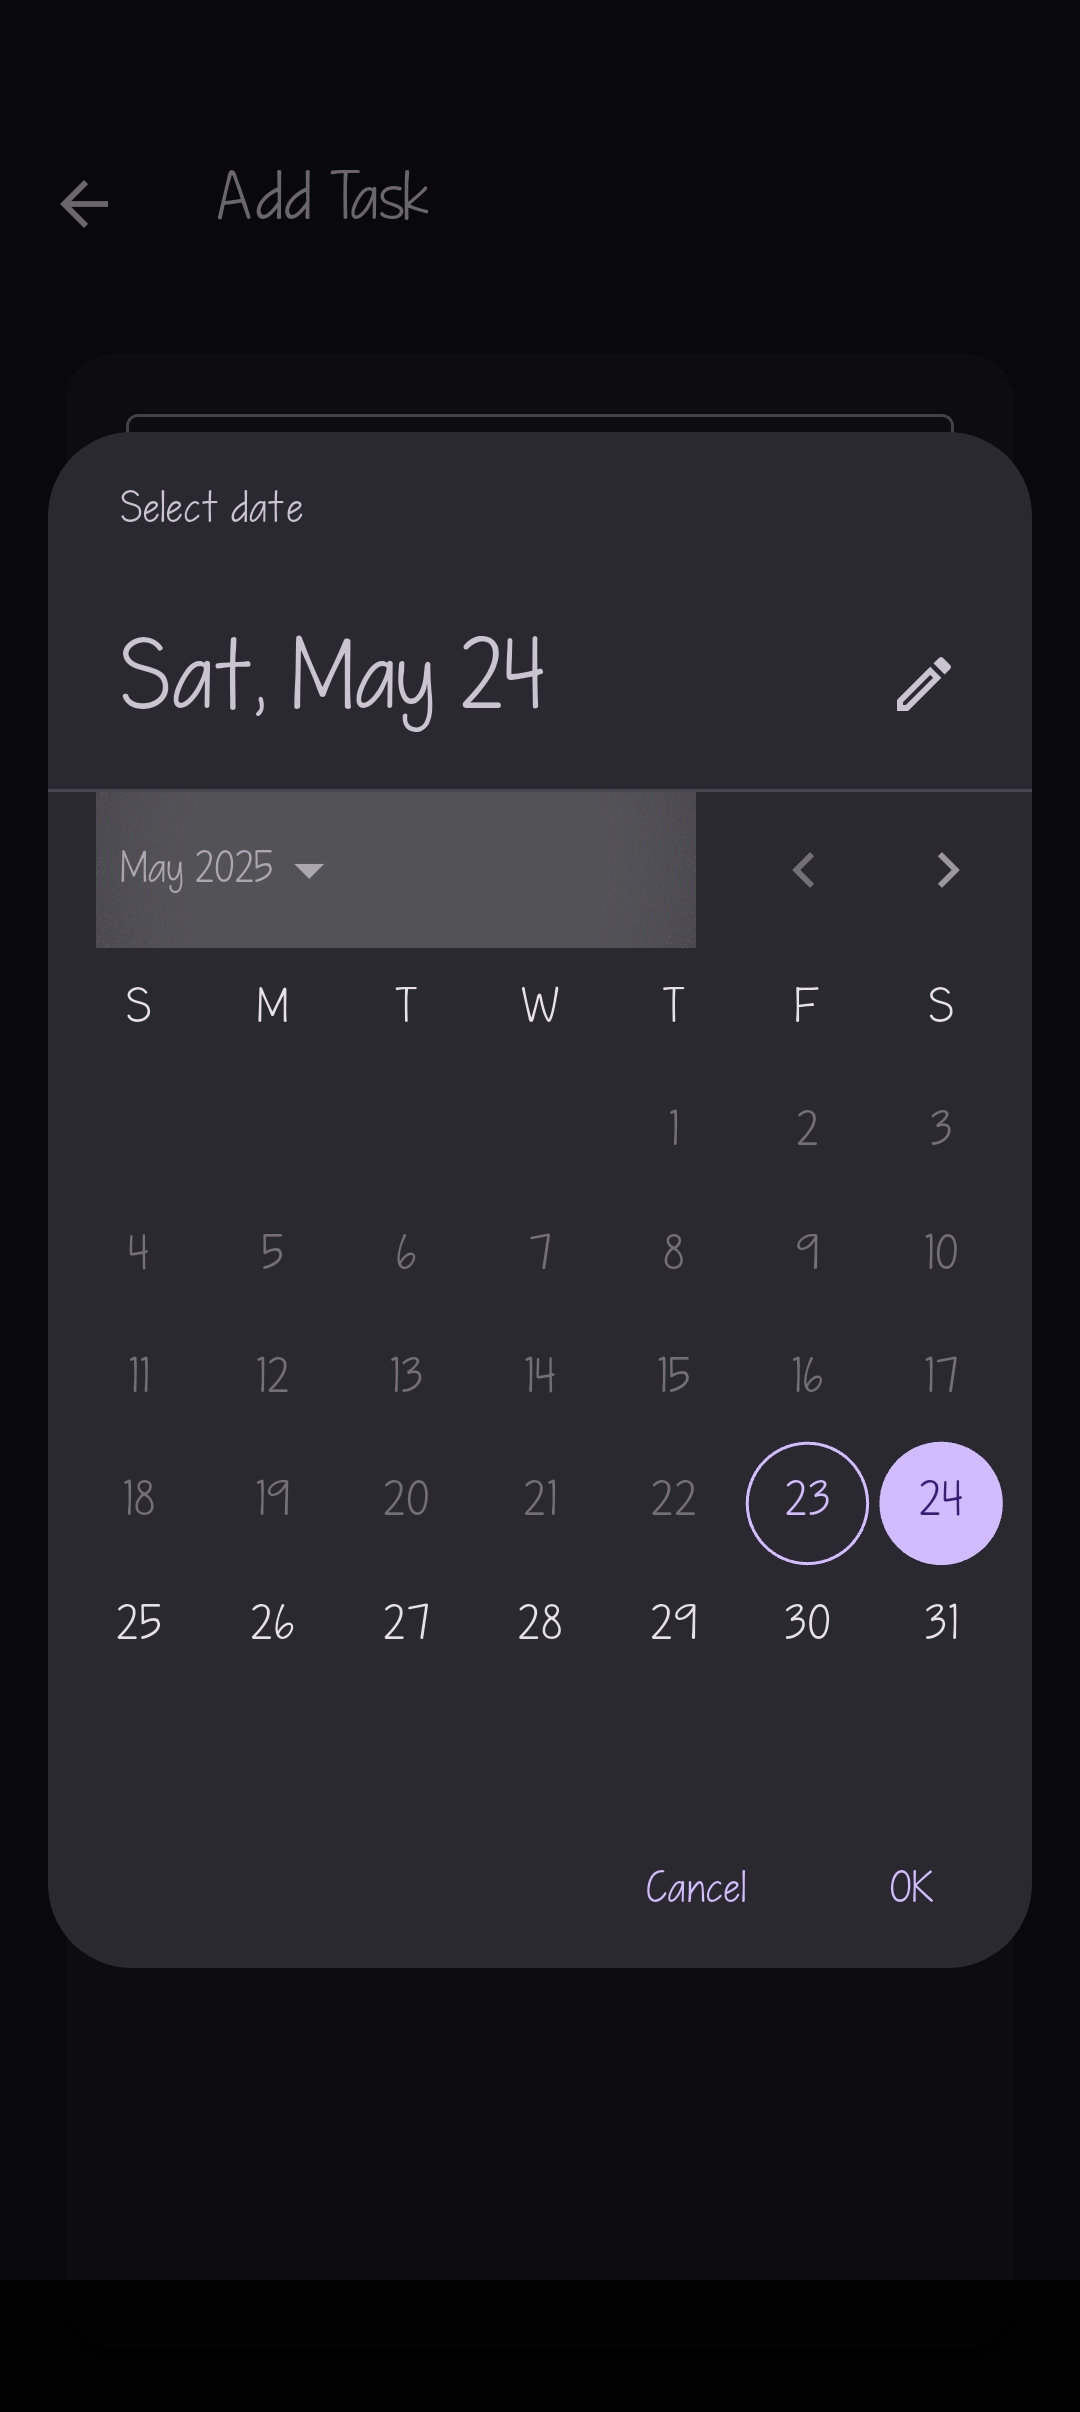 Add Task
Select date
Sat, May 24
May 2025
S M T W T F S
1 2 3
4 5 6 7 8 9 10
11 12 13 14 15 16 17
18 19 20 21 22 23 24
25 26 27 28 29 30 31
Cancel OK